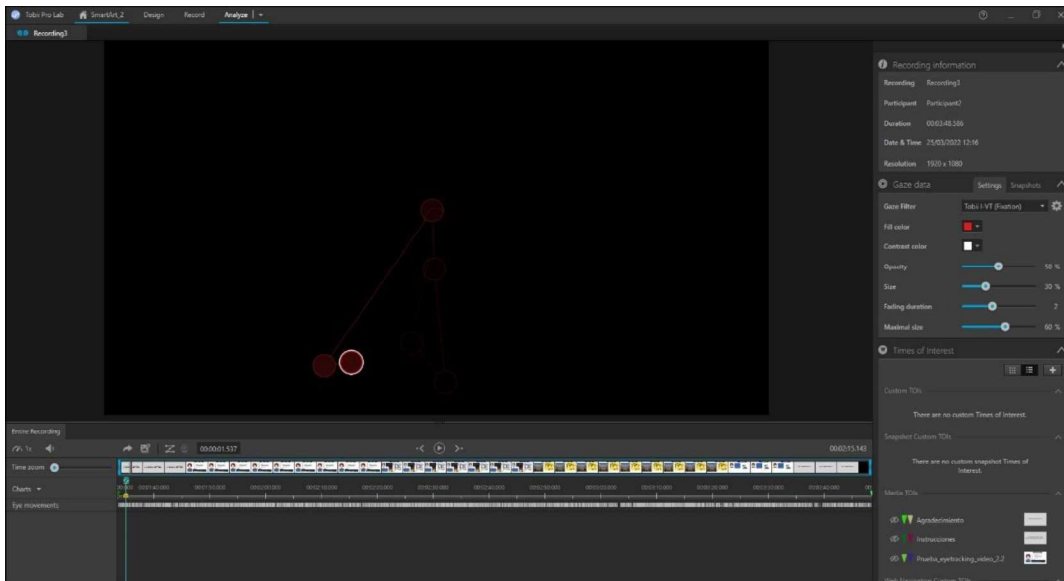 Tobii Pro Lab SmartArt_2 Design Record Analyze
Recording3
Recording information
Recording Recording3
Participant Participant2
Duration 00:03:48.586
Date & Time 25/03/2022 12:16
Resolution 1920 x 1080
Gaze data Settings Snapshots
Gaze Filter Tobii I-VT (Fixation)
Fill color
Contrast color
Opacity 50 %
Size 30 %
Fading duration 2
Maximal size 60 %
Times of Interest
Custom TOIs
There are no custom Times of Interest.
Snapshot Custom TOIs
There are no custom snapshot Times of
Interest.
Media TOIs
Agradecimiento
Instrucciones
Prueba_eyetracking_video_2.2
Entire Recording
1x 00:00:01.537 00:02:15.143
Time zoom
Charts
Eye movements